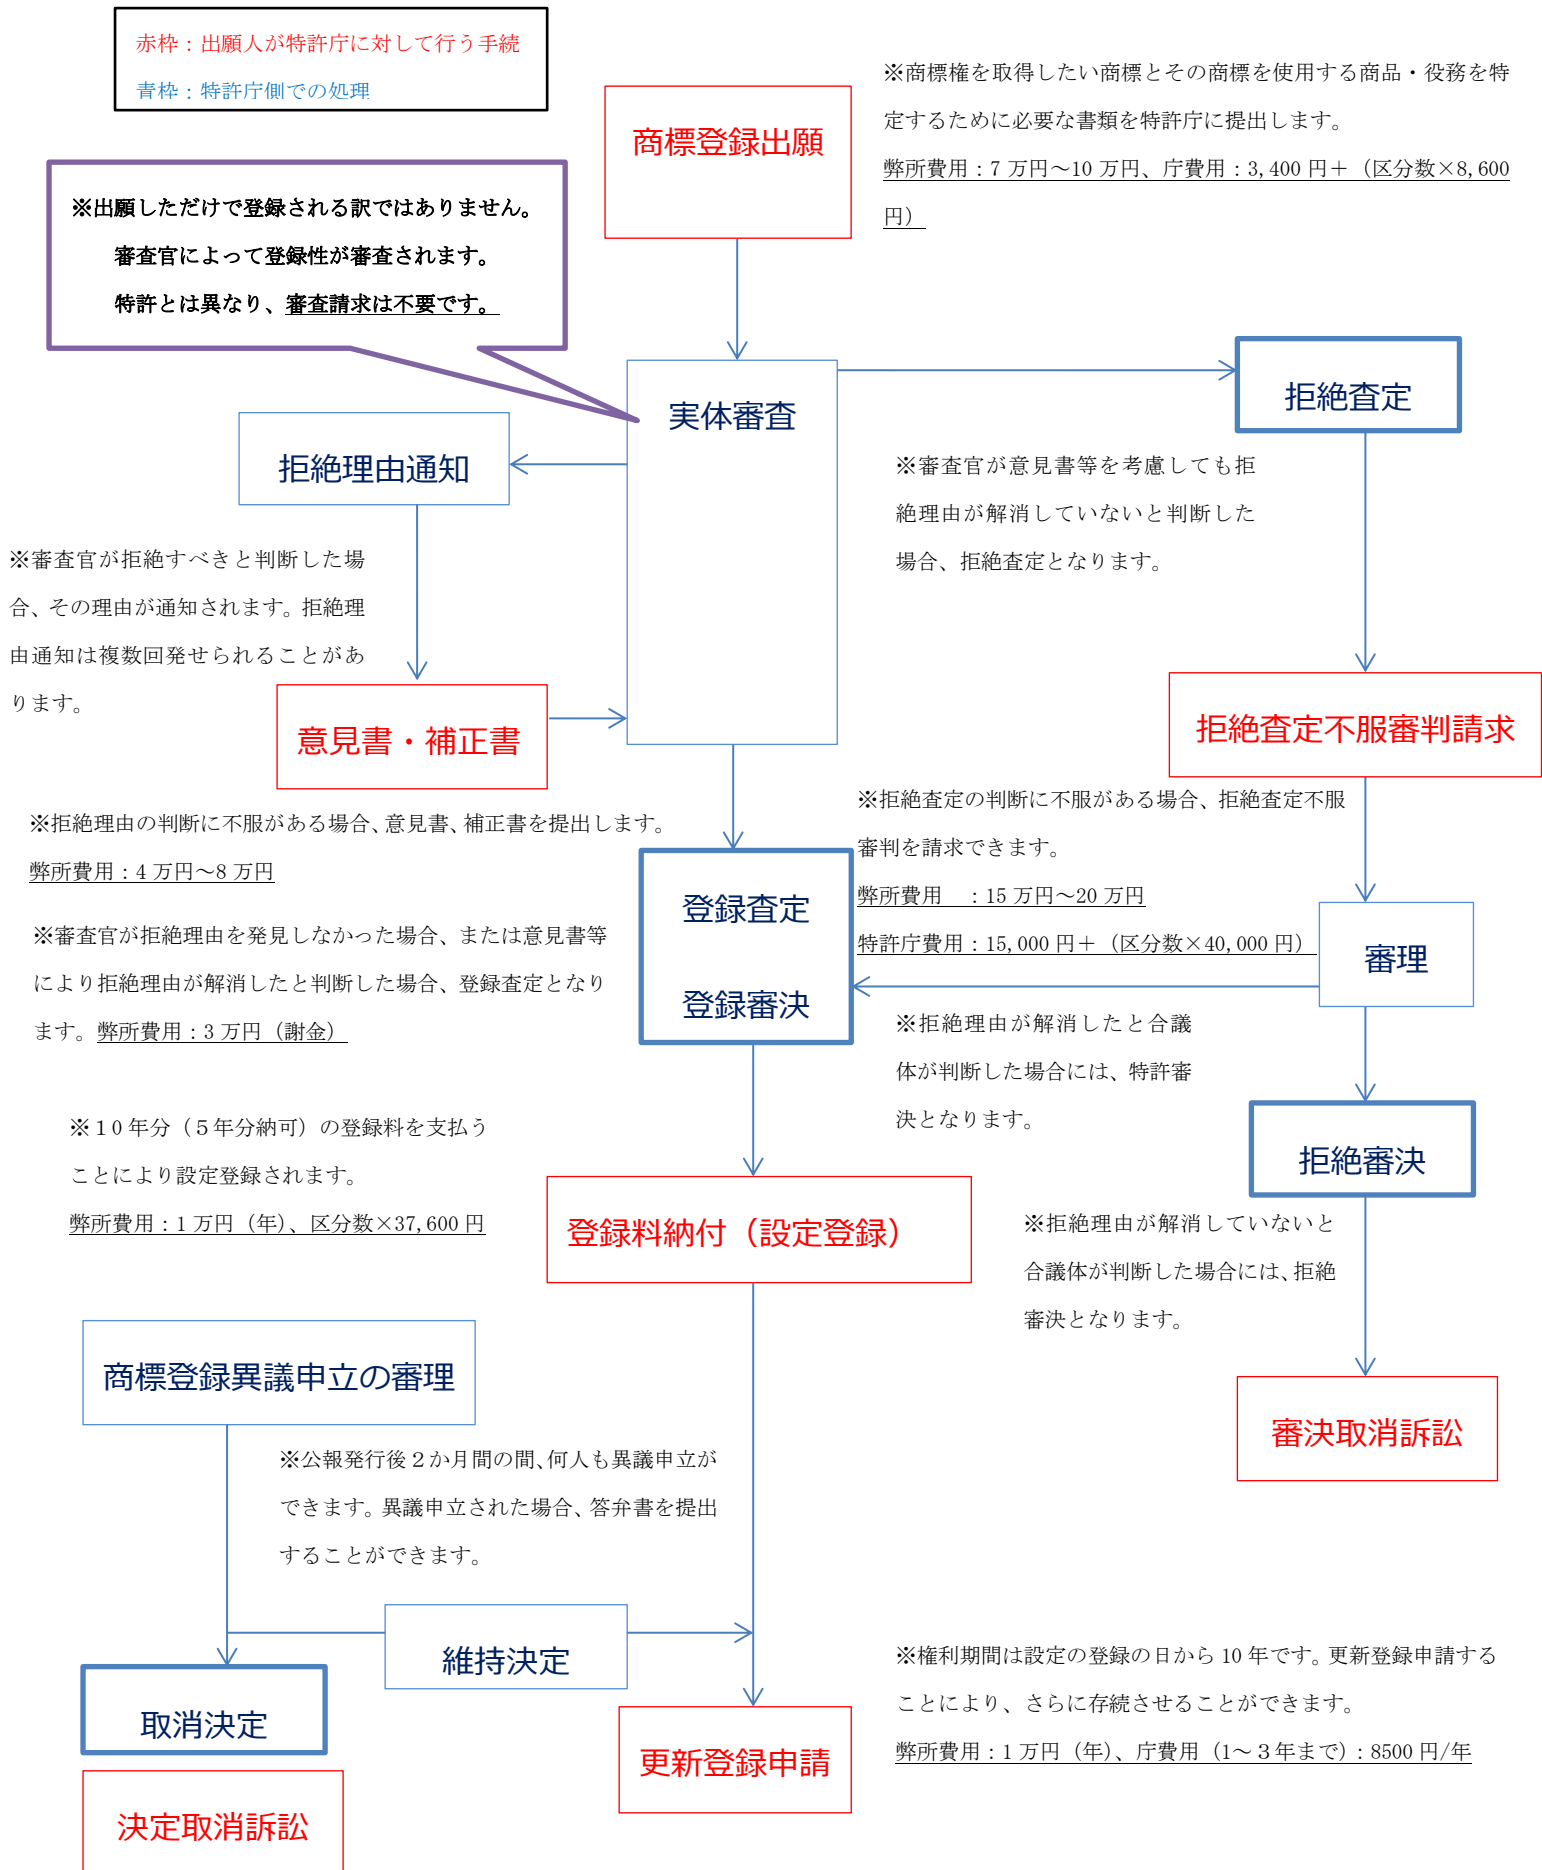 赤枠：出願人が特許庁に対して行う手続
青枠：特許庁側での処理
※商標権を取得したい商標とその商標を使用する商品・役務を特
定するために必要な書類を特許庁に提出します。
弊所費用：7 万円～10 万円、庁費用：3,400 円＋（区分数×8,600
円）
商標登録出願
※出願しただけで登録される訳ではありません。
審査官によって登録性が審査されます。
特許とは異なり、審査請求は不要です。
実体審査
拒絶査定
拒絶理由通知
※審査官が意見書等を考慮しても拒
絶理由が解消していないと判断した
場合、拒絶査定となります。
※審査官が拒絶すべきと判断した場
合、その理由が通知されます。拒絶理
由通知は複数回発せられることがあ
ります。
意見書・補正書
拒絶査定不服審判請求
※拒絶理由の判断に不服がある場合、意見書、補正書を提出します。
弊所費用：4 万円～8 万円
※拒絶査定の判断に不服がある場合、拒絶査定不服
審判を請求できます。
弊所費用　：15 万円～20 万円
特許庁費用：15,000 円＋（区分数×40,000 円）
登録査定
登録審決
審理
※審査官が拒絶理由を発見しなかった場合、または意見書等
により拒絶理由が解消したと判断した場合、登録査定となり
ます。弊所費用：3 万円（謝金）
※拒絶理由が解消したと合議
体が判断した場合には、特許審
決となります。
※１０年分（５年分納可）の登録料を支払う
ことにより設定登録されます。
弊所費用：1 万円（年）、区分数×37,600 円
拒絶審決
登録料納付（設定登録）
※拒絶理由が解消していないと
合議体が判断した場合には、拒絶
審決となります。
商標登録異議申立の審理
審決取消訴訟
※公報発行後２か月間の間、何人も異議申立が
できます。異議申立された場合、答弁書を提出
することができます。
維持決定
取消決定
※権利期間は設定の登録の日から 10 年です。更新登録申請する
ことにより、さらに存続させることができます。
弊所費用：1 万円（年）、庁費用（1～３年まで）：8500 円/年
更新登録申請
決定取消訴訟